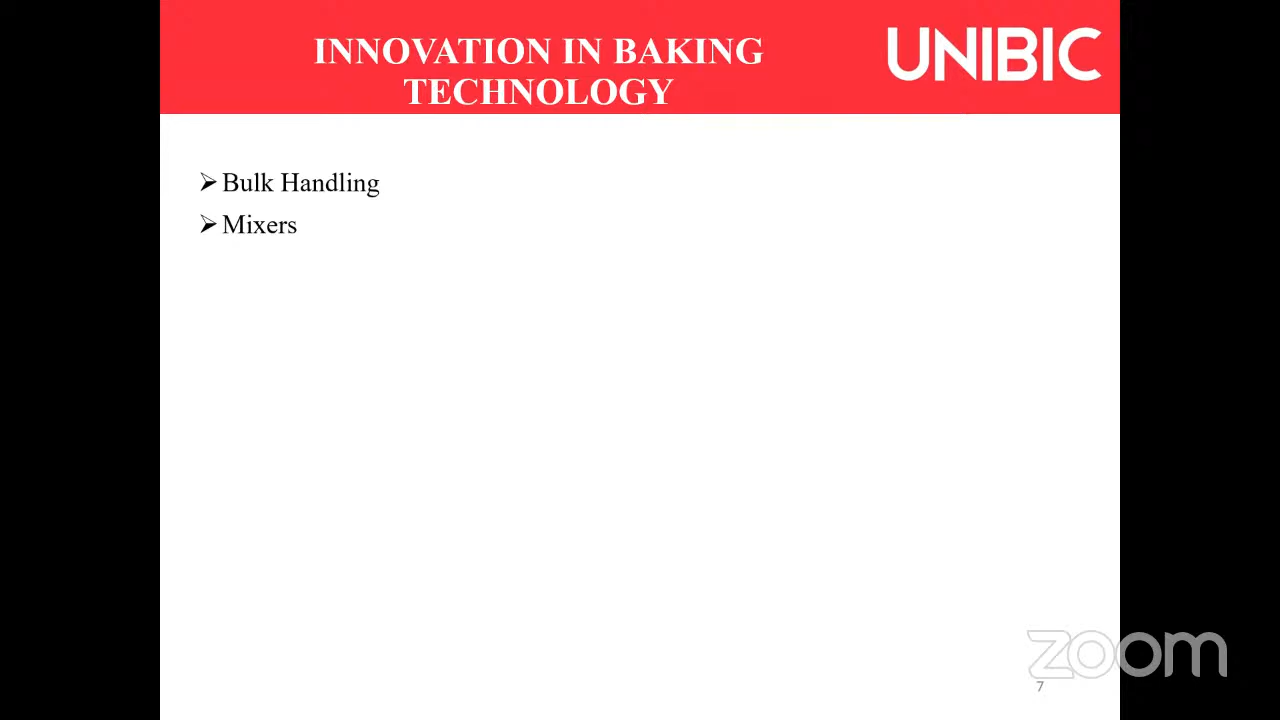 INNOVATION IN BAKING
TECHNOLOGY
UNIBIC
➢ Bulk Handling
➢ Mixers
zoom
7